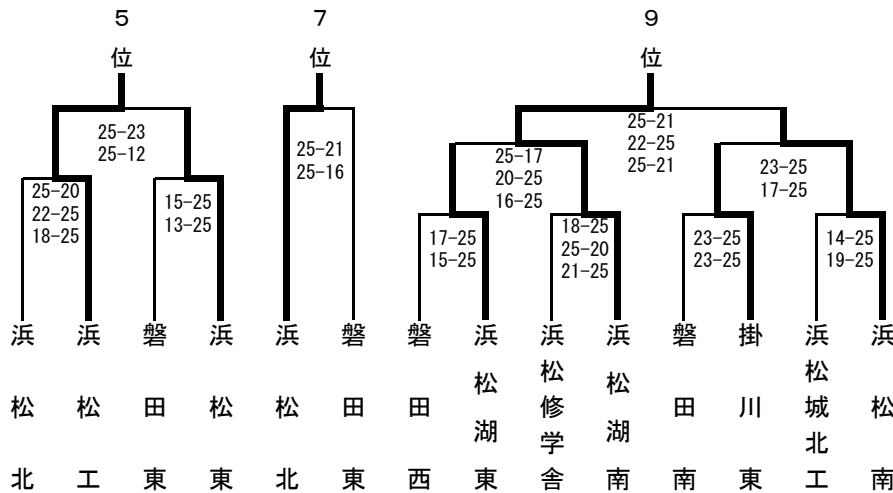 5位
7位
9位
25-23
25-12
25-21
25-16
25-21
22-25
25-21
25-17
20-25
16-25
23-25
17-25
25-20
22-25
18-25
15-25
13-25
17-25
15-25
18-25
25-20
21-25
23-25
23-25
14-25
19-25
浜松北
浜松工
磐田東
浜松東
浜松北
磐田東
磐田西
浜松湖東
浜松修学舎
浜松湖南
磐田南
掛川東
浜松城北工
浜松南